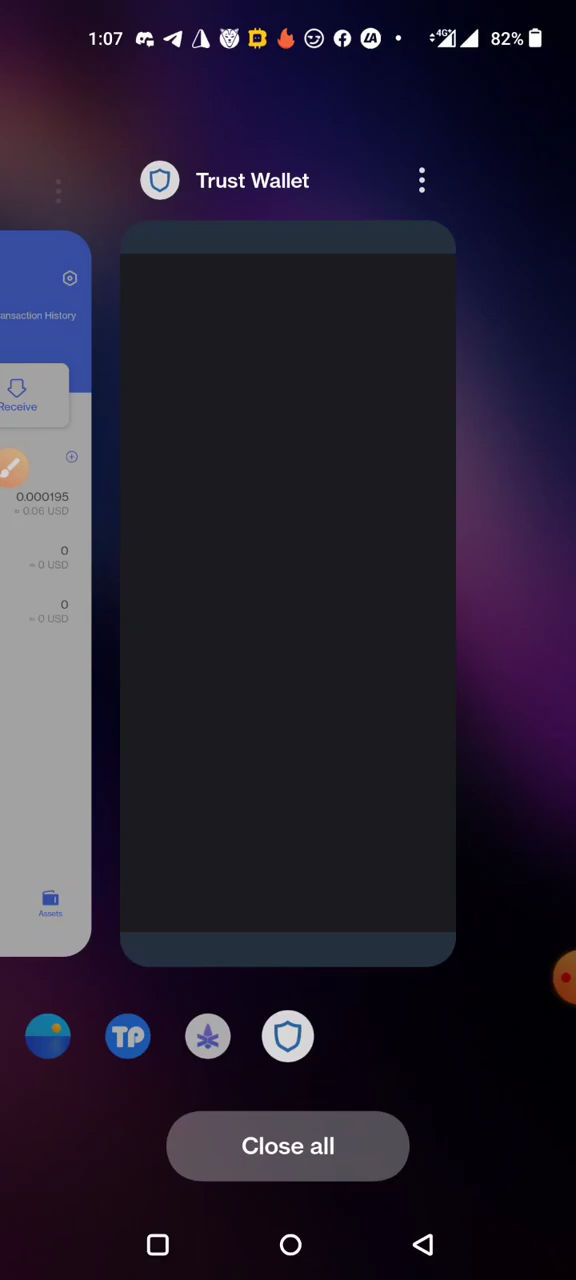 1:07
4G+
82%
Trust Wallet
ansaction History
Receive
0.000195
≈ 0.06 USD
0
≈ 0 USD
0
≈ 0 USD
Assets
TP
Close all